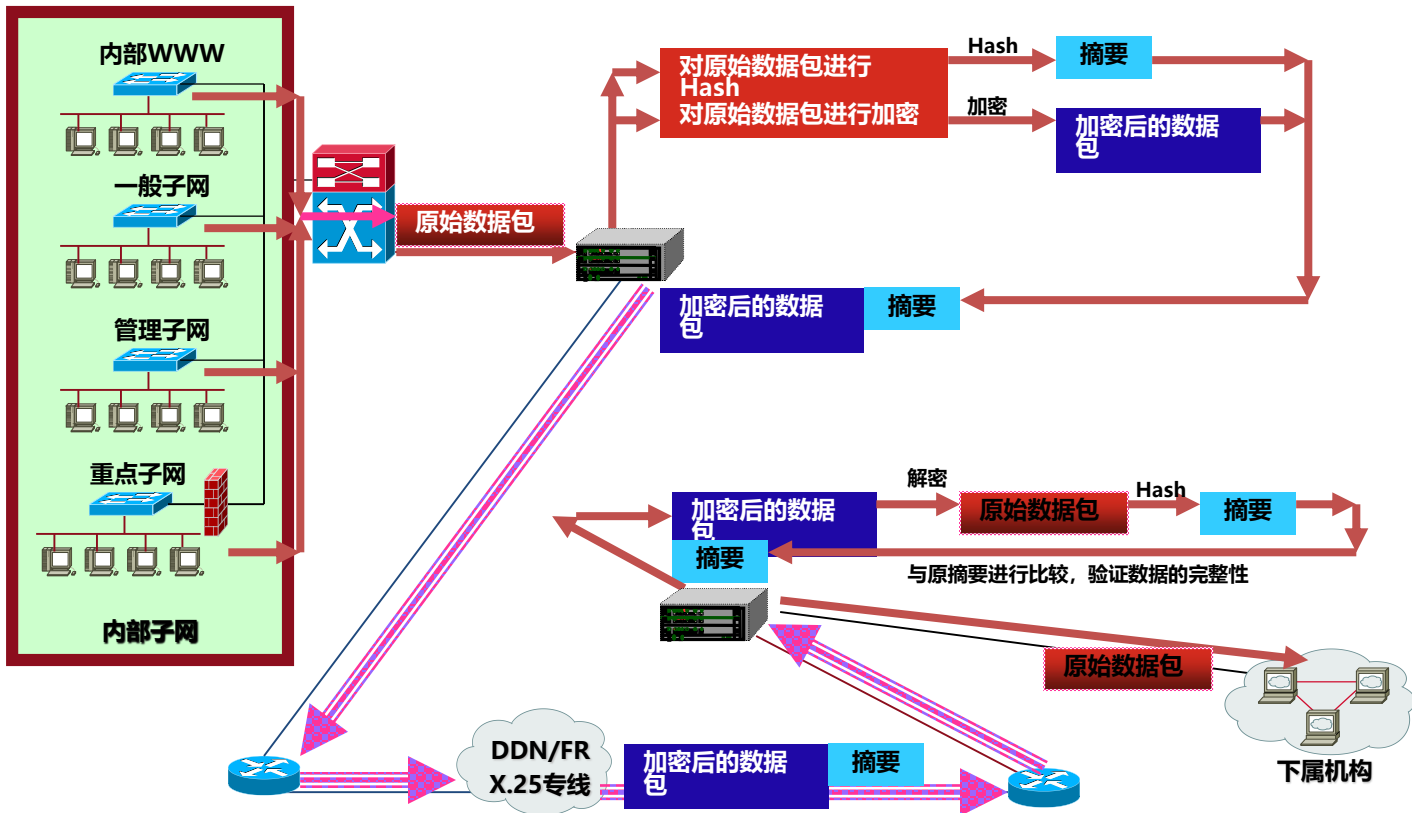 内部WWW
一般子网
管理子网
重点子网
内部子网
原始数据包
对原始数据包进行
Hash
对原始数据包进行加密
Hash
摘要
加密
加密后的数据
包
加密后的数据
包
摘要
解密
加密后的数据
包
摘要
原始数据包
Hash
摘要
与原摘要进行比较，验证数据的完整性
原始数据包
下属机构
DDN/FR
X.25专线
加密后的数据
包
摘要